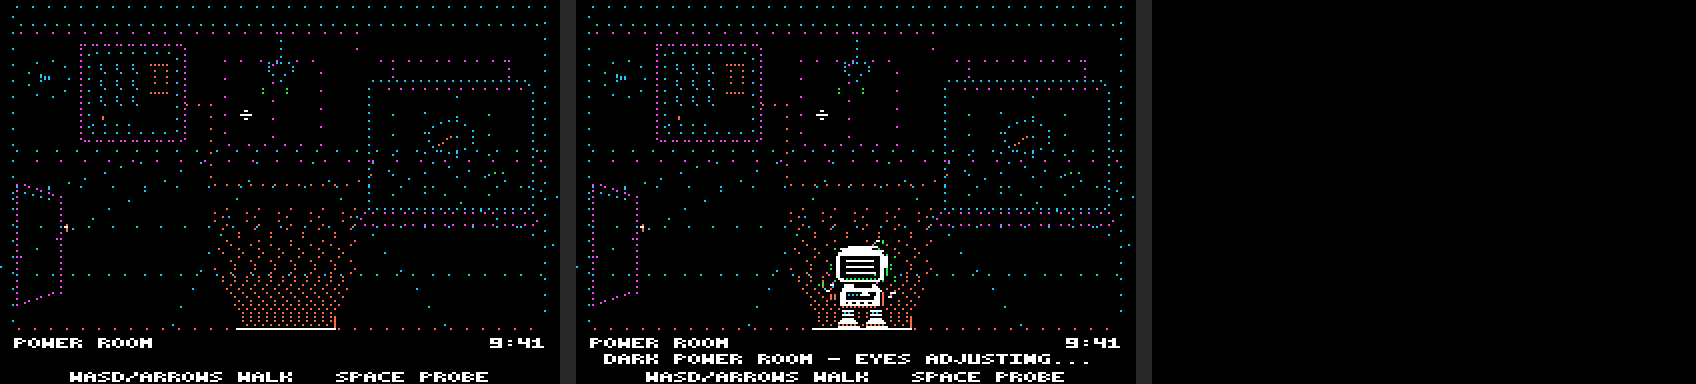 POWER ROOM 9:41
WASD/ARROWS WALK SPACE PROBE
POWER ROOM 9:41
DARK POWER ROOM - EYES ADJUSTING...
WASD/ARROWS WALK SPACE PROBE